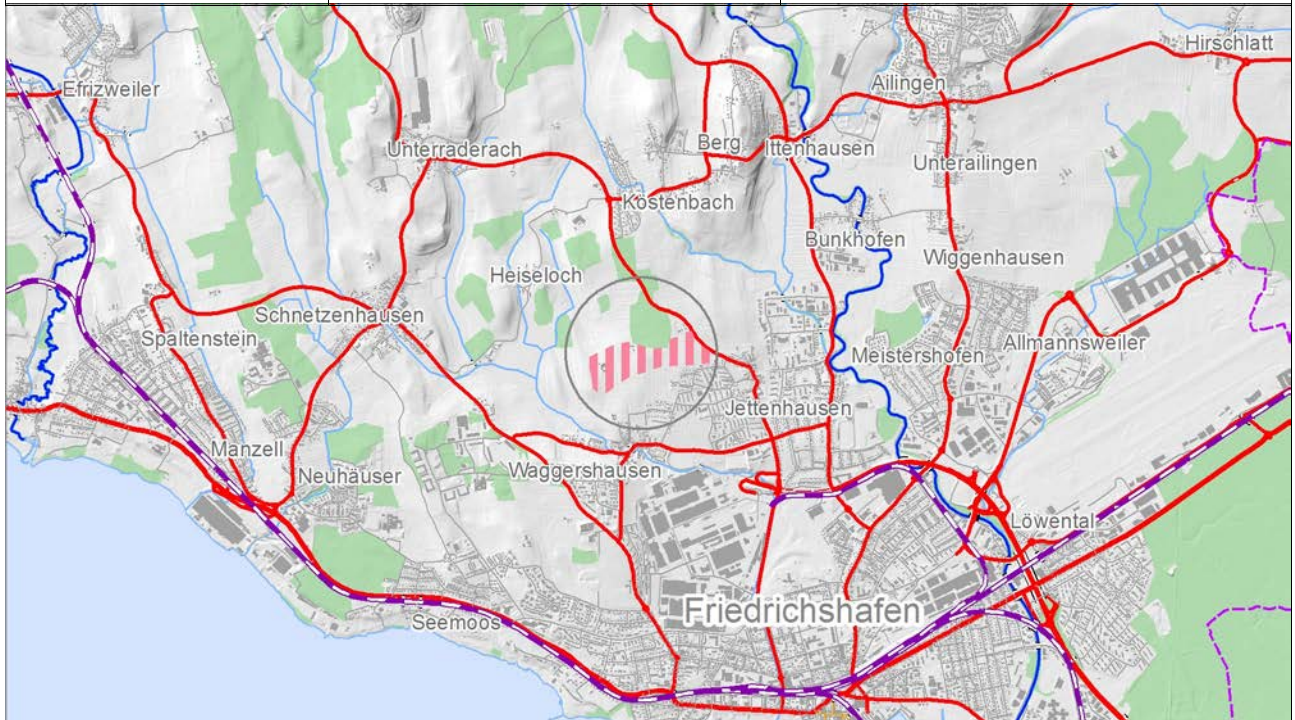 Hirschlatt
Efrizweiler
Ailingen
Unterraderach
Berg
Ittenhausen
Unterailingen
Kostenbach
Bunkhofen
Wiggenhausen
Heiseloch
Schnetzenhausen
Spaltenstein
Meistershofen
Allmannsweiler
Jettenhausen
Manzell
Neuhäuser
Waggershausen
Löwental
Friedrichshafen
Seemoos